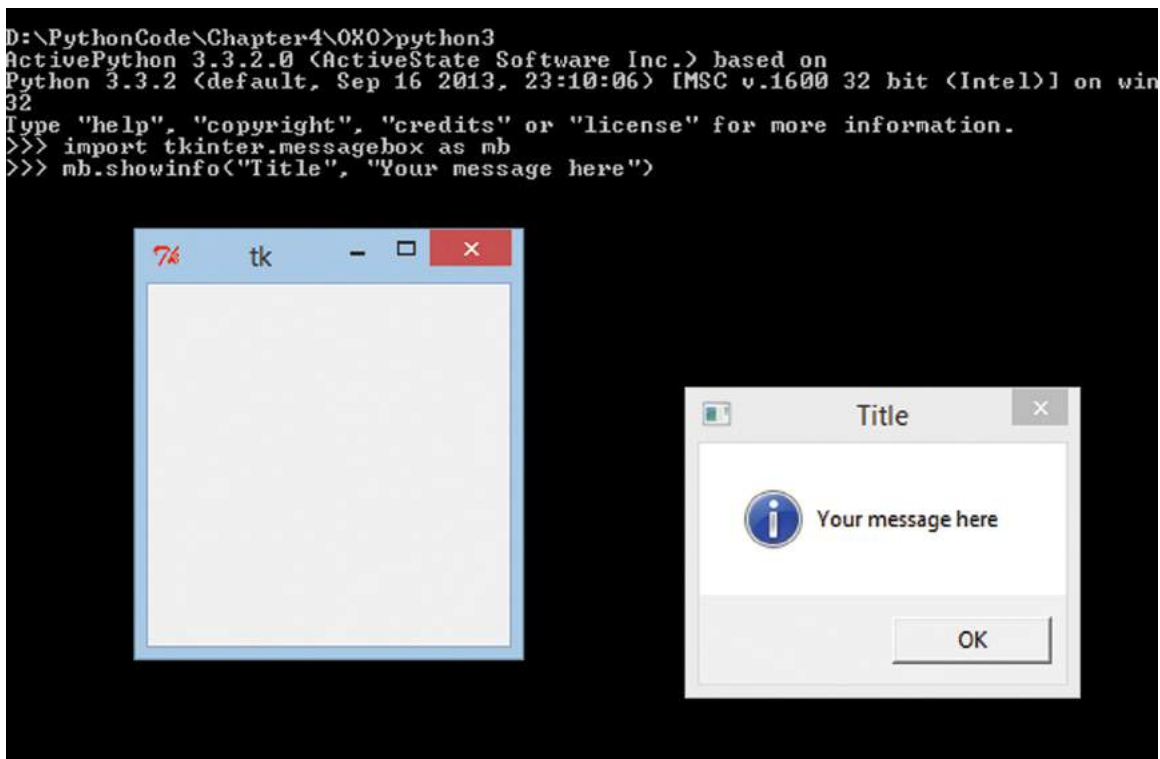 D:\PythonCode\Chapter4\OXO>python3
ActivePython 3.3.2.0 (ActiveState Software Inc.) based on
Python 3.3.2 (default, Sep 16 2013, 23:10:06) [MSC v.1600 32 bit (Intel)] on win
32
Type "help", "copyright", "credits" or "license" for more information.
>>> import tkinter.messagebox as mb
>>> mb.showinfo("Title", "Your message here")
7k tk
Title
Your message here
OK